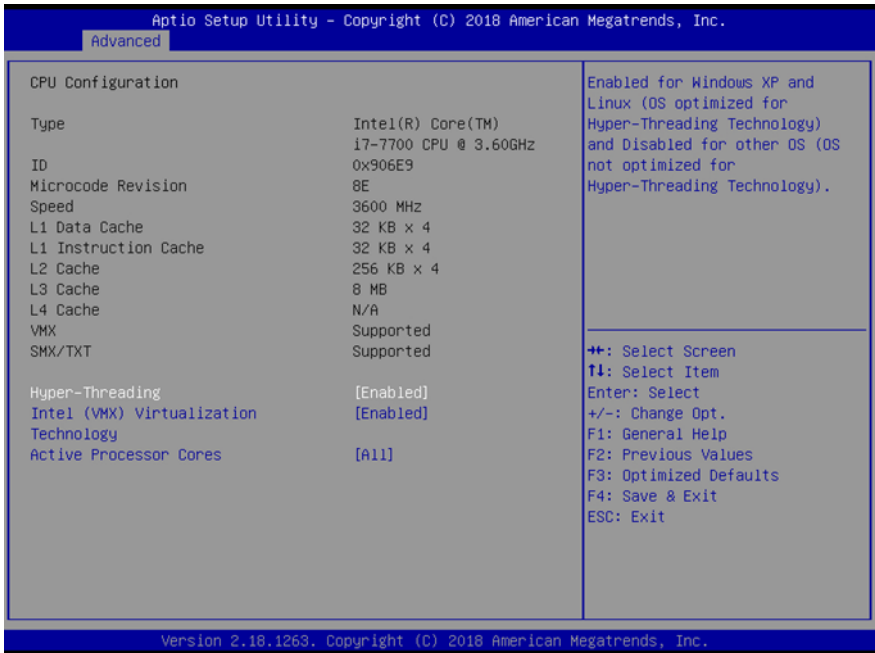 Aptio Setup Utility – Copyright (C) 2018 American Megatrends, Inc.
Advanced
CPU Configuration
Type Intel(R) Core(TM)
i7-7700 CPU @ 3.60GHz
ID 0x906E9
Microcode Revision 8E
Speed 3600 MHz
L1 Data Cache 32 KB x 4
L1 Instruction Cache 32 KB x 4
L2 Cache 256 KB x 4
L3 Cache 8 MB
L4 Cache N/A
VMX Supported
SMX/TXT Supported
Hyper-Threading [Enabled]
Intel (VMX) Virtualization [Enabled]
Technology
Active Processor Cores [All]
Enabled for Windows XP and
Linux (OS optimized for
Hyper-Threading Technology)
and Disabled for other OS (OS
not optimized for
Hyper-Threading Technology).
→←: Select Screen
↑↓: Select Item
Enter: Select
+/-: Change Opt.
F1: General Help
F2: Previous Values
F3: Optimized Defaults
F4: Save & Exit
ESC: Exit
Version 2.18.1263. Copyright (C) 2018 American Megatrends, Inc.